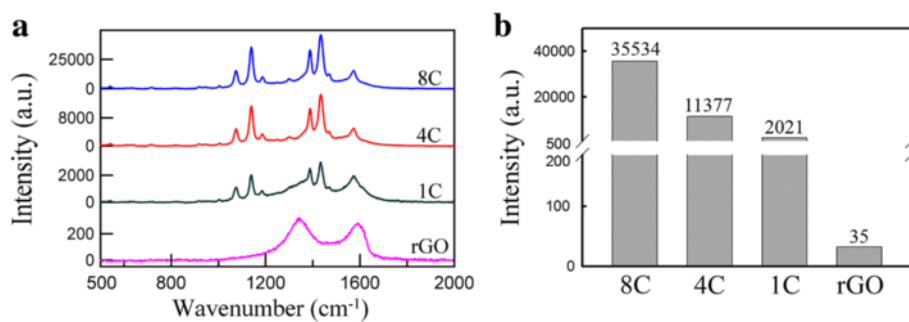 a
Intensity (a.u.)
25000
0
8C
8000
0
4C
2000
0
1C
200
0
rGO
500 800 1200 1600 2000
Wavenumber (cm⁻¹)
b
Intensity (a.u.)
40000
20000
500
200
100
0
35534
11377
2021
35
8C 4C 1C rGO